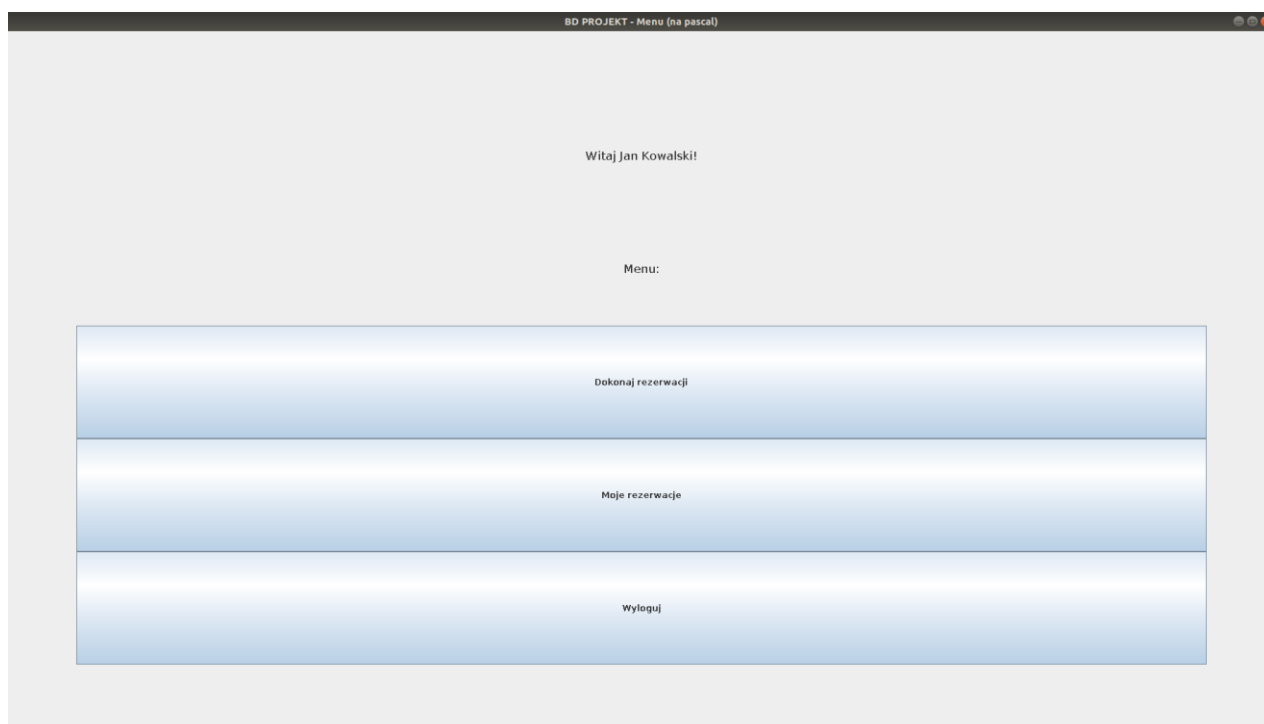 BD PROJEKT - Menu (na pascal)
Witaj Jan Kowalski!
Menu:
Dokonaj rezerwacji
Moje rezerwacje
Wyloguj